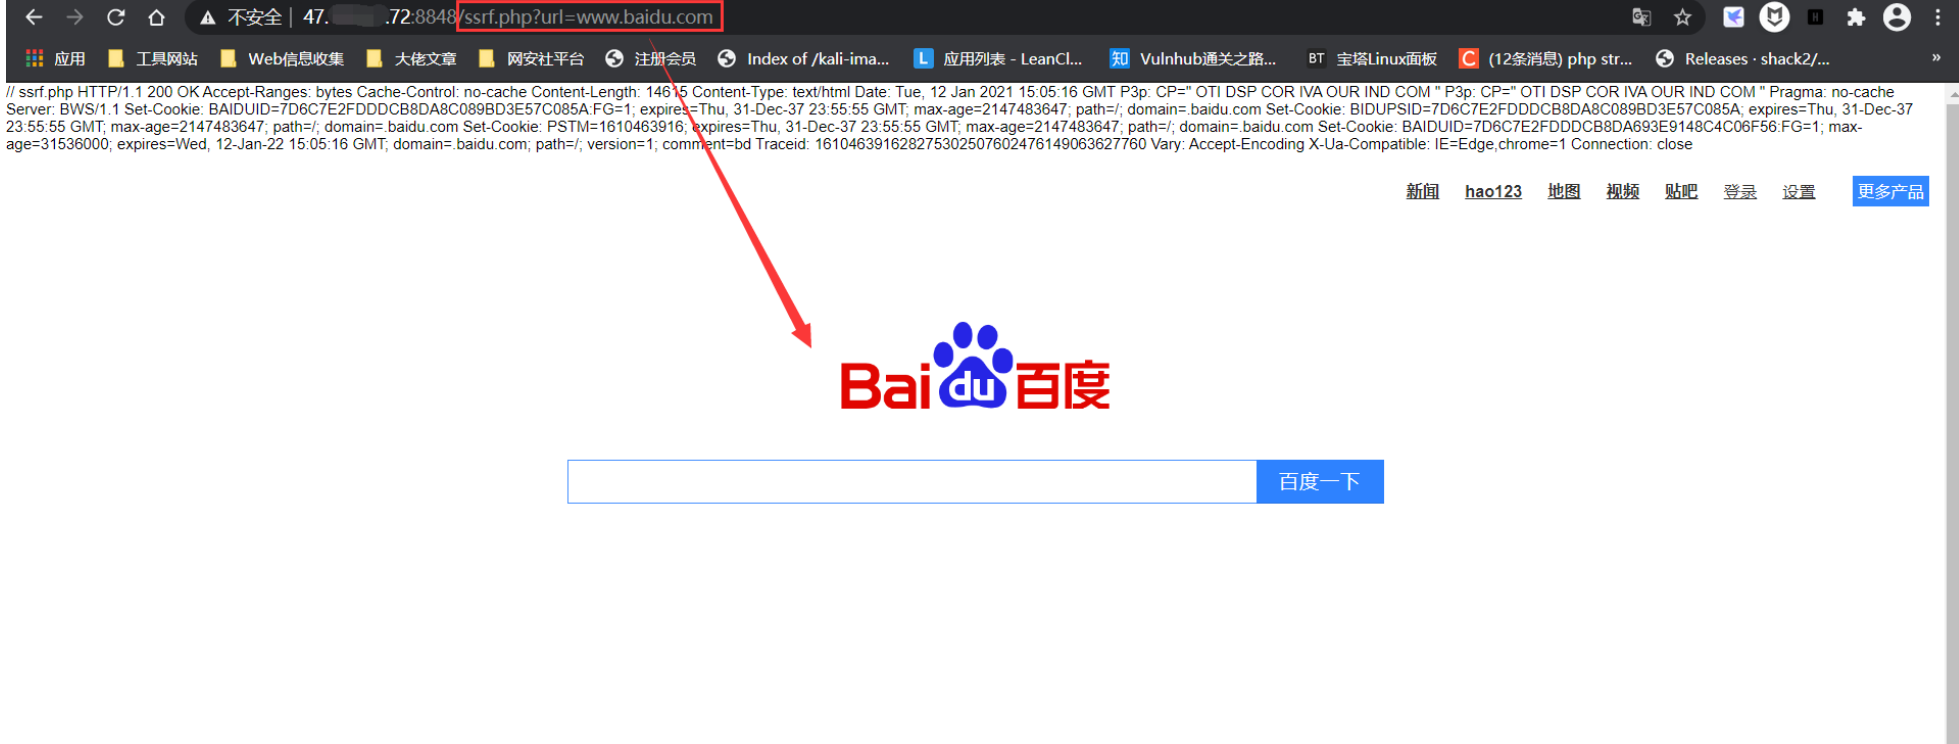 不安全 | 47. .72:8848/ssrf.php?url=www.baidu.com
应用 工具网站 Web信息收集 大佬文章 网安社平台 注册会员 Index of /kali-ima... L 应用列表 - LeanCl... 知 Vulnhub通关之路... BT 宝塔Linux面板 C (12条消息) php str... Releases · shack2/... »
// ssrf.php HTTP/1.1 200 OK Accept-Ranges: bytes Cache-Control: no-cache Content-Length: 14615 Content-Type: text/html Date: Tue, 12 Jan 2021 15:05:16 GMT P3p: CP=" OTI DSP COR IVA OUR IND COM " P3p: CP=" OTI DSP COR IVA OUR IND COM " Pragma: no-cache
Server: BWS/1.1 Set-Cookie: BAIDUID=7D6C7E2FDDDCB8DA8C089BD3E57C085A:FG=1; expires=Thu, 31-Dec-37 23:55:55 GMT; max-age=2147483647; path=/; domain=.baidu.com Set-Cookie: BIDUPSID=7D6C7E2FDDDCB8DA8C089BD3E57C085A; expires=Thu, 31-Dec-37
23:55:55 GMT; max-age=2147483647; path=/; domain=.baidu.com Set-Cookie: PSTM=1610463916; expires=Thu, 31-Dec-37 23:55:55 GMT; max-age=2147483647; path=/; domain=.baidu.com Set-Cookie: BAIDUID=7D6C7E2FDDDCB8DA693E9148C4C06F56:FG=1; max-
age=31536000; expires=Wed, 12-Jan-22 15:05:16 GMT; domain=.baidu.com; path=/; version=1; comment=bd Traceid: 1610463916282753025076024761490636277​60 Vary: Accept-Encoding X-Ua-Compatible: IE=Edge,chrome=1 Connection: close
新闻 hao123 地图 视频 贴吧 登录 设置 更多产品
Bai du 百度
百度一下